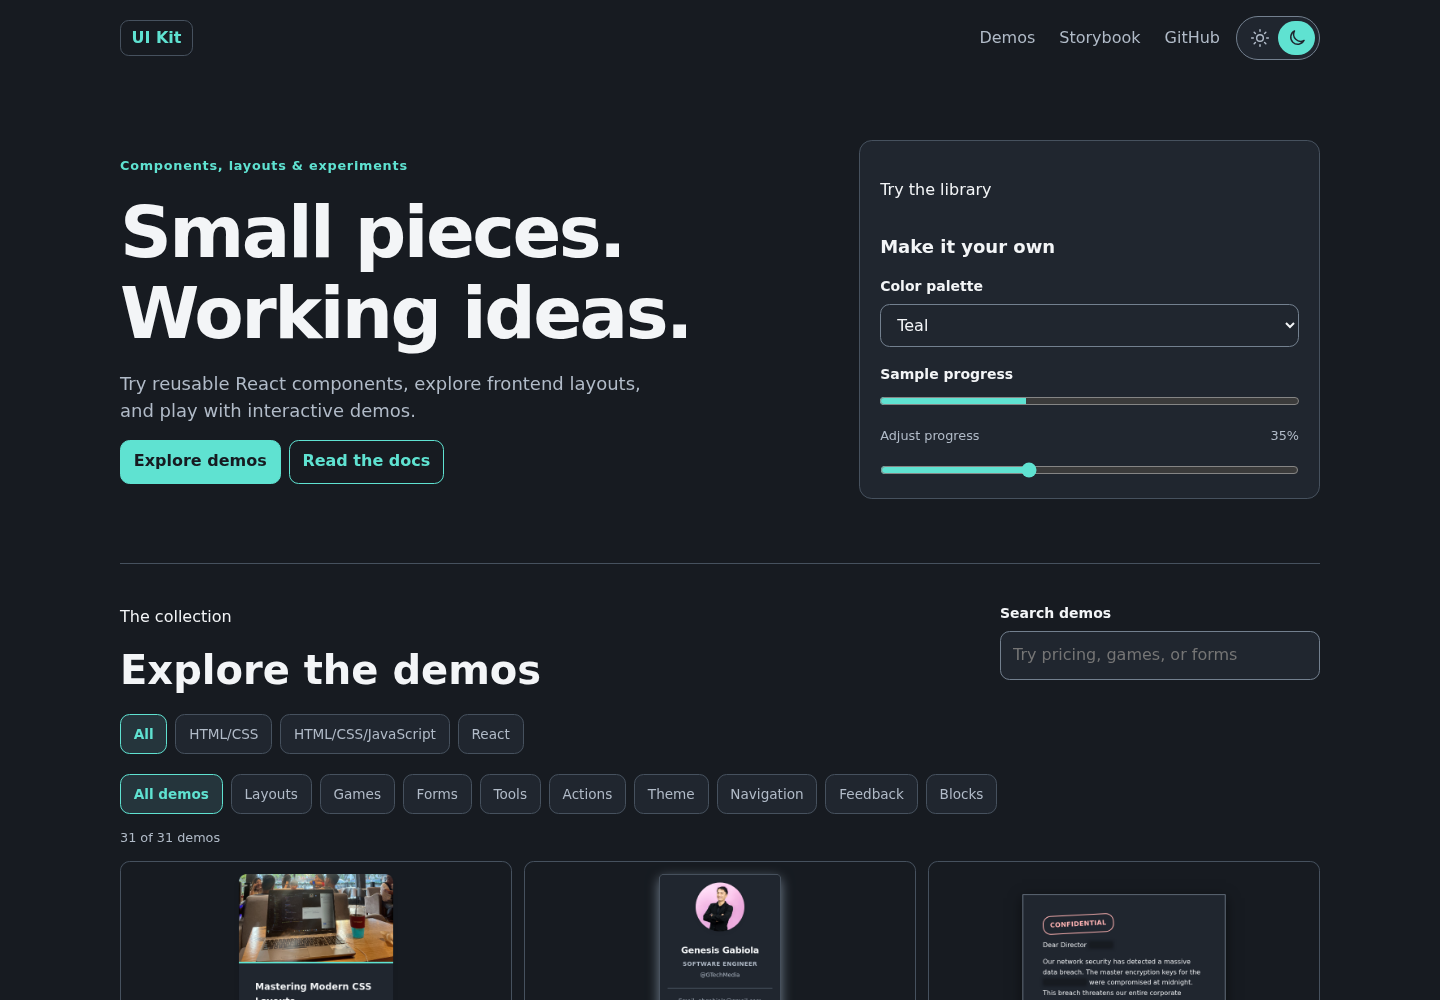 UI Kit
Demos
Storybook
GitHub
Components, layouts & experiments
Small pieces.
Working ideas.
Try reusable React components, explore frontend layouts,
and play with interactive demos.
Explore demos
Read the docs
Try the library
Make it your own
Color palette
Teal
Sample progress
Adjust progress
35%
The collection
Explore the demos
Search demos
Try pricing, games, or forms
All
HTML/CSS
HTML/CSS/JavaScript
React
All demos
Layouts
Games
Forms
Tools
Actions
Theme
Navigation
Feedback
Blocks
31 of 31 demos
Mastering Modern CSS
Genesis Gabiola
SOFTWARE ENGINEER
@GTechMedia
CONFIDENTIAL
Dear Director
Our network security has detected a massive
data breach. The master encryption keys for the
were compromised at midnight.
This breach threatens our entire corporate